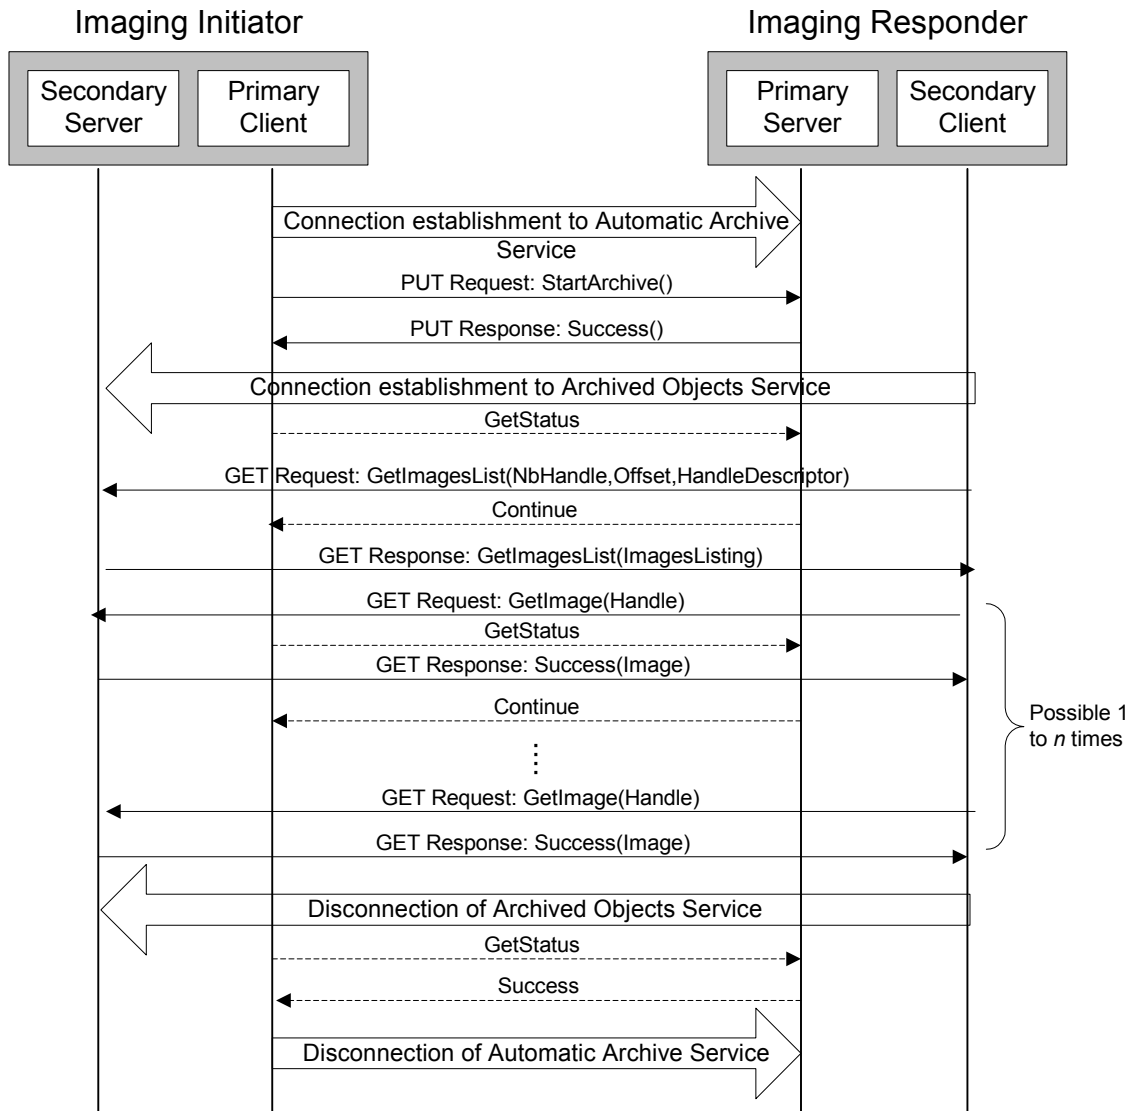 Imaging Initiator
Imaging Responder
Secondary
Server
Primary
Client
Primary
Server
Secondary
Client
Connection establishment to Automatic Archive
Service
PUT Request: StartArchive()
PUT Response: Success()
Connection establishment to Archived Objects Service
GetStatus
GET Request: GetImagesList(NbHandle,Offset,HandleDescriptor)
Continue
GET Response: GetImagesList(ImagesListing)
GET Request: GetImage(Handle)
GetStatus
GET Response: Success(Image)
Continue
Possible 1
to n times
GET Request: GetImage(Handle)
GET Response: Success(Image)
Disconnection of Archived Objects Service
GetStatus
Success
Disconnection of Automatic Archive Service